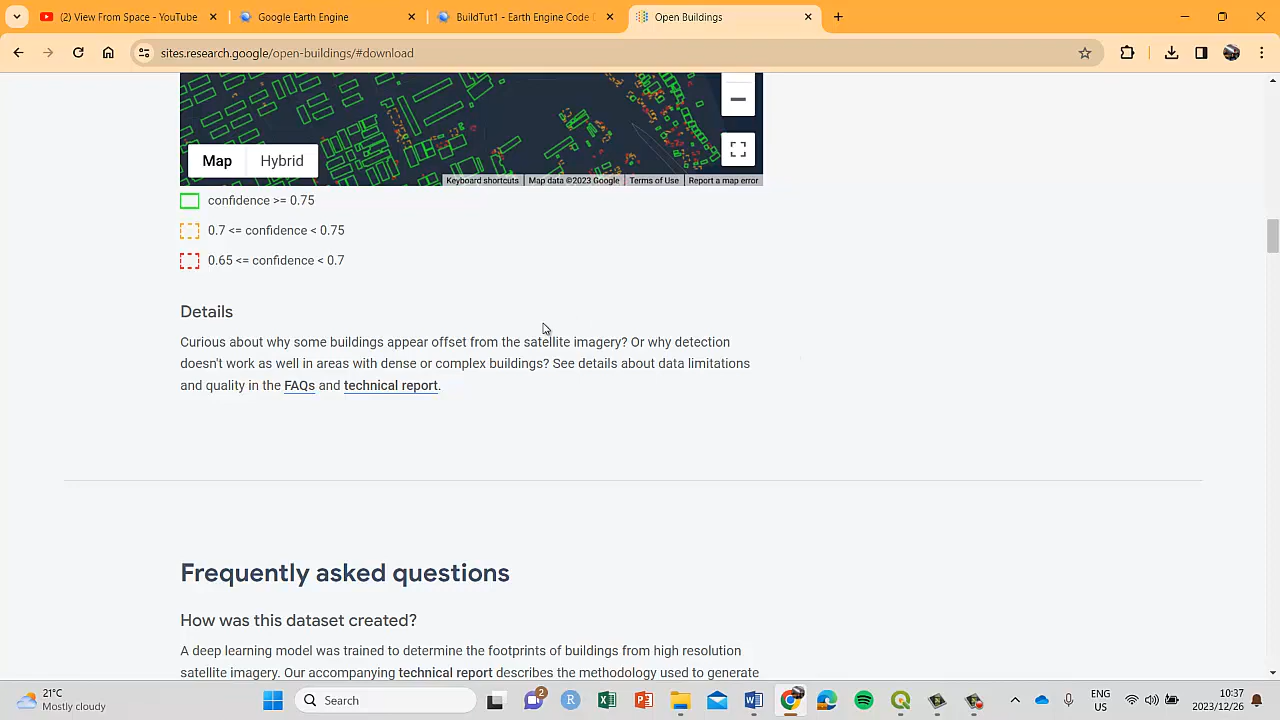 (2) View From Space - YouTube
Google Earth Engine
BuildTut1 - Earth Engine Code
Open Buildings
sites.research.google/open-buildings/#download
Map
Hybrid
Keyboard shortcuts
Map data ©2023 Google
Terms of Use
Report a map error
confidence >= 0.75
0.7 <= confidence < 0.75
0.65 <= confidence < 0.7
Details
Curious about why some buildings appear offset from the satellite imagery? Or why detection
doesn't work as well in areas with dense or complex buildings? See details about data limitations
and quality in the FAQs and technical report.
Frequently asked questions
How was this dataset created?
A deep learning model was trained to determine the footprints of buildings from high resolution
satellite imagery. Our accompanying technical report describes the methodology used to generate
21°C
Mostly cloudy
Search
2
ENG
US
10:37
2023/12/26